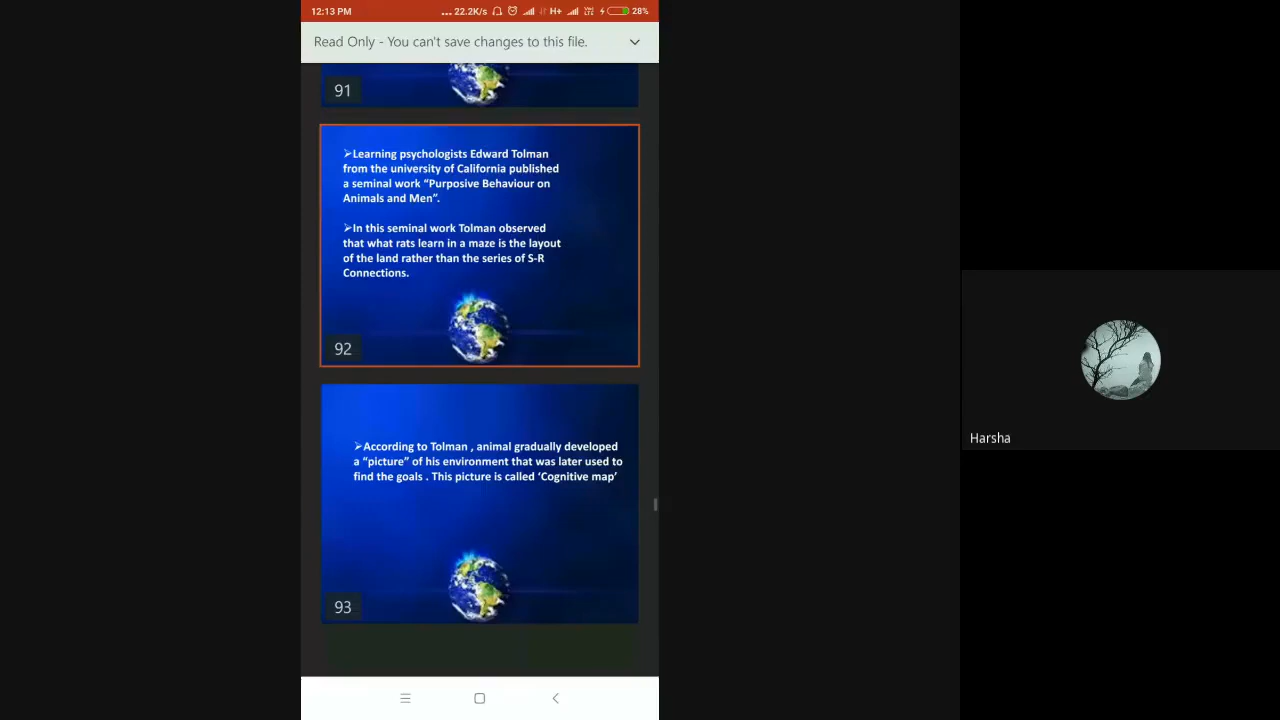 12:13 PM
... 22.2K/s H+ 28%
Read Only - You can't save changes to this file.
91
➢Learning psychologists Edward Tolman
from the university of California published
a seminal work “Purposive Behaviour on
Animals and Men”.
➢In this seminal work Tolman observed
that what rats learn in a maze is the layout
of the land rather than the series of S-R
Connections.
92
➢According to Tolman , animal gradually developed
a “picture” of his environment that was later used to
find the goals . This picture is called ‘Cognitive map’
93
Harsha